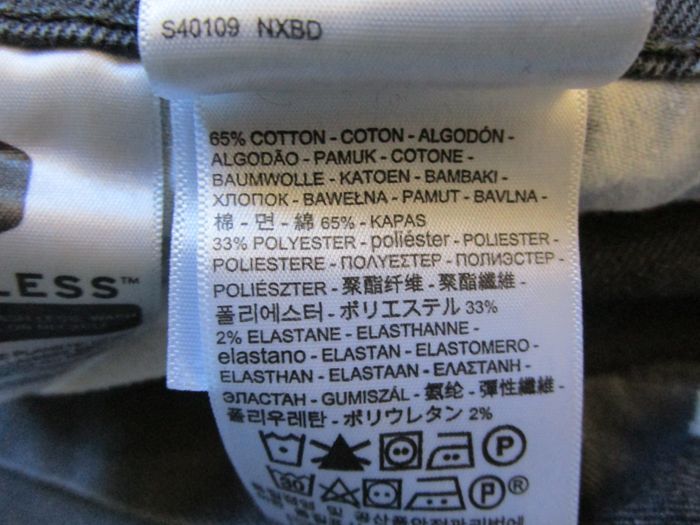 S40109 NXBD
65% COTTON - COTON - ALGODÓN -
ALGODÃO - PAMUK - COTONE -
BAUMWOLLE - KATOEN - BAMBAKI -
ХЛОПОК - BAWEŁNA - PAMUT - BAVLNA -
棉 - 면 - 綿 65% - KAPAS
33% POLYESTER - poliéster - POLIESTER -
POLIESTERE - ΠΟΛΥΕΣΤΕΡ - ПОЛИЭСТЕР -
POLIÉSZTER - 聚酯纤维 - 聚酯纖維 -
폴리에스터 - ポリエステル 33%
2% ELASTANE - ELASTHANNE -
elastano - ELASTAN - ELASTOMERO -
ELASTHAN - ELASTAAN - ΕΛΑΣΤΑΝΗ -
ЭЛАСТАН - GUMISZÁL - 氨纶 - 彈性纖維 -
폴리우레탄 - ポリウレタン 2%
P
30 P®
LESS™